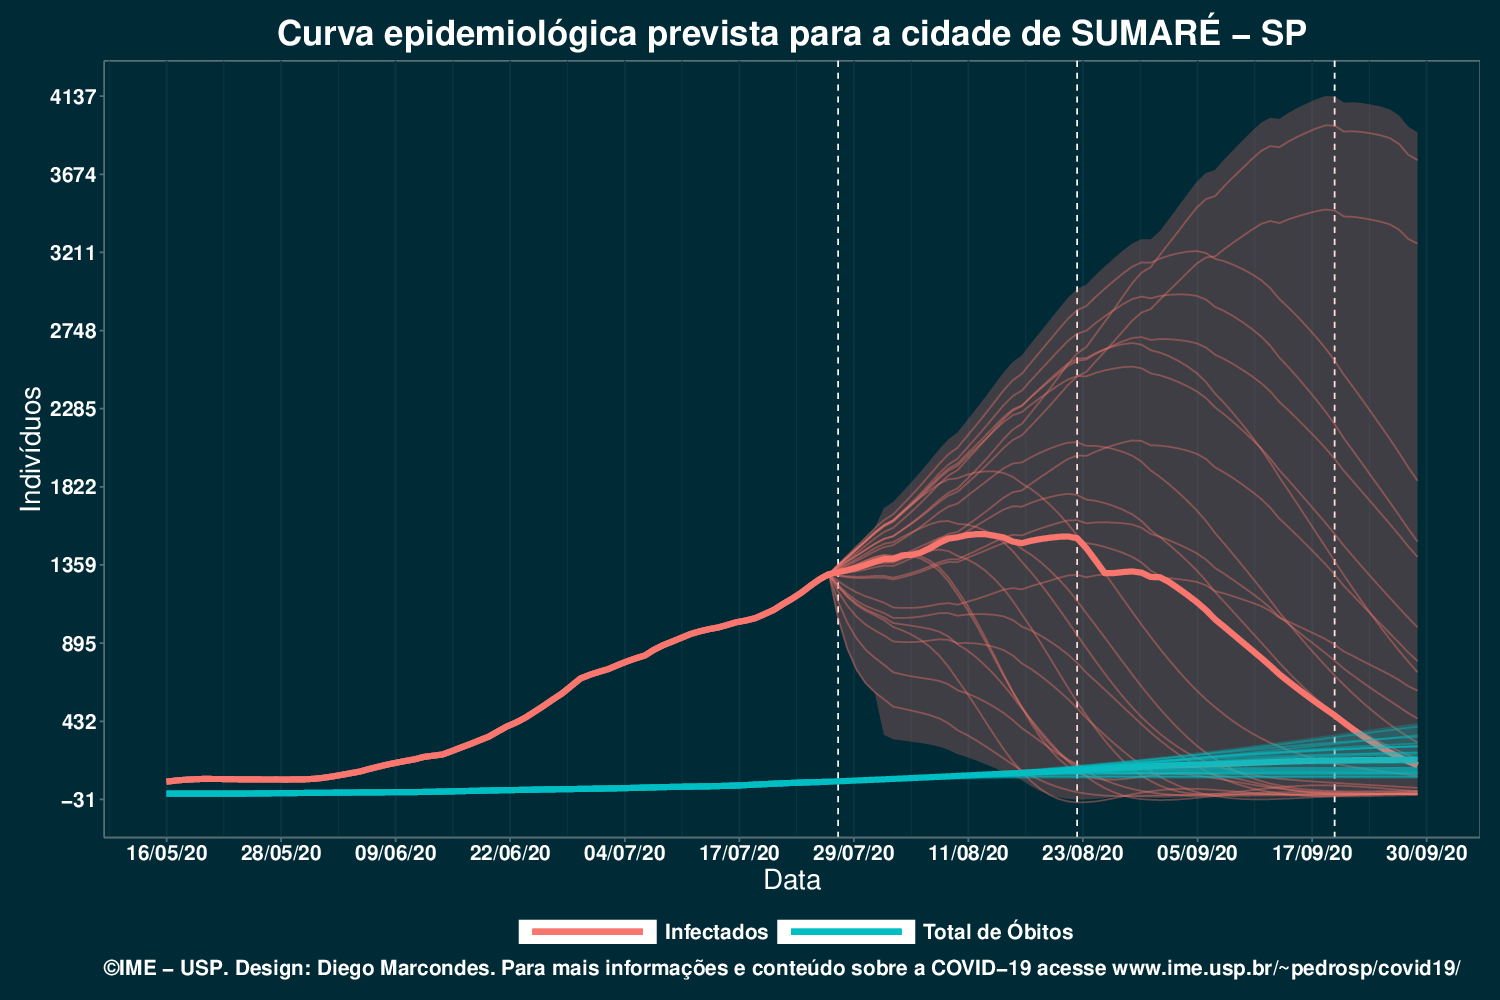 Curva epidemiológica prevista para a cidade de SUMARÉ – SP
4137
3674
3211
2748
2285
1822
1359
895
432
−31
Indivíduos
16/05/20 28/05/20 09/06/20 22/06/20 04/07/20 17/07/20 29/07/20 11/08/20 23/08/20 05/09/20 17/09/20 30/09/20
Data
Infectados Total de Óbitos
©IME – USP. Design: Diego Marcondes. Para mais informações e conteúdo sobre a COVID−19 acesse www.ime.usp.br/~pedrosp/covid19/